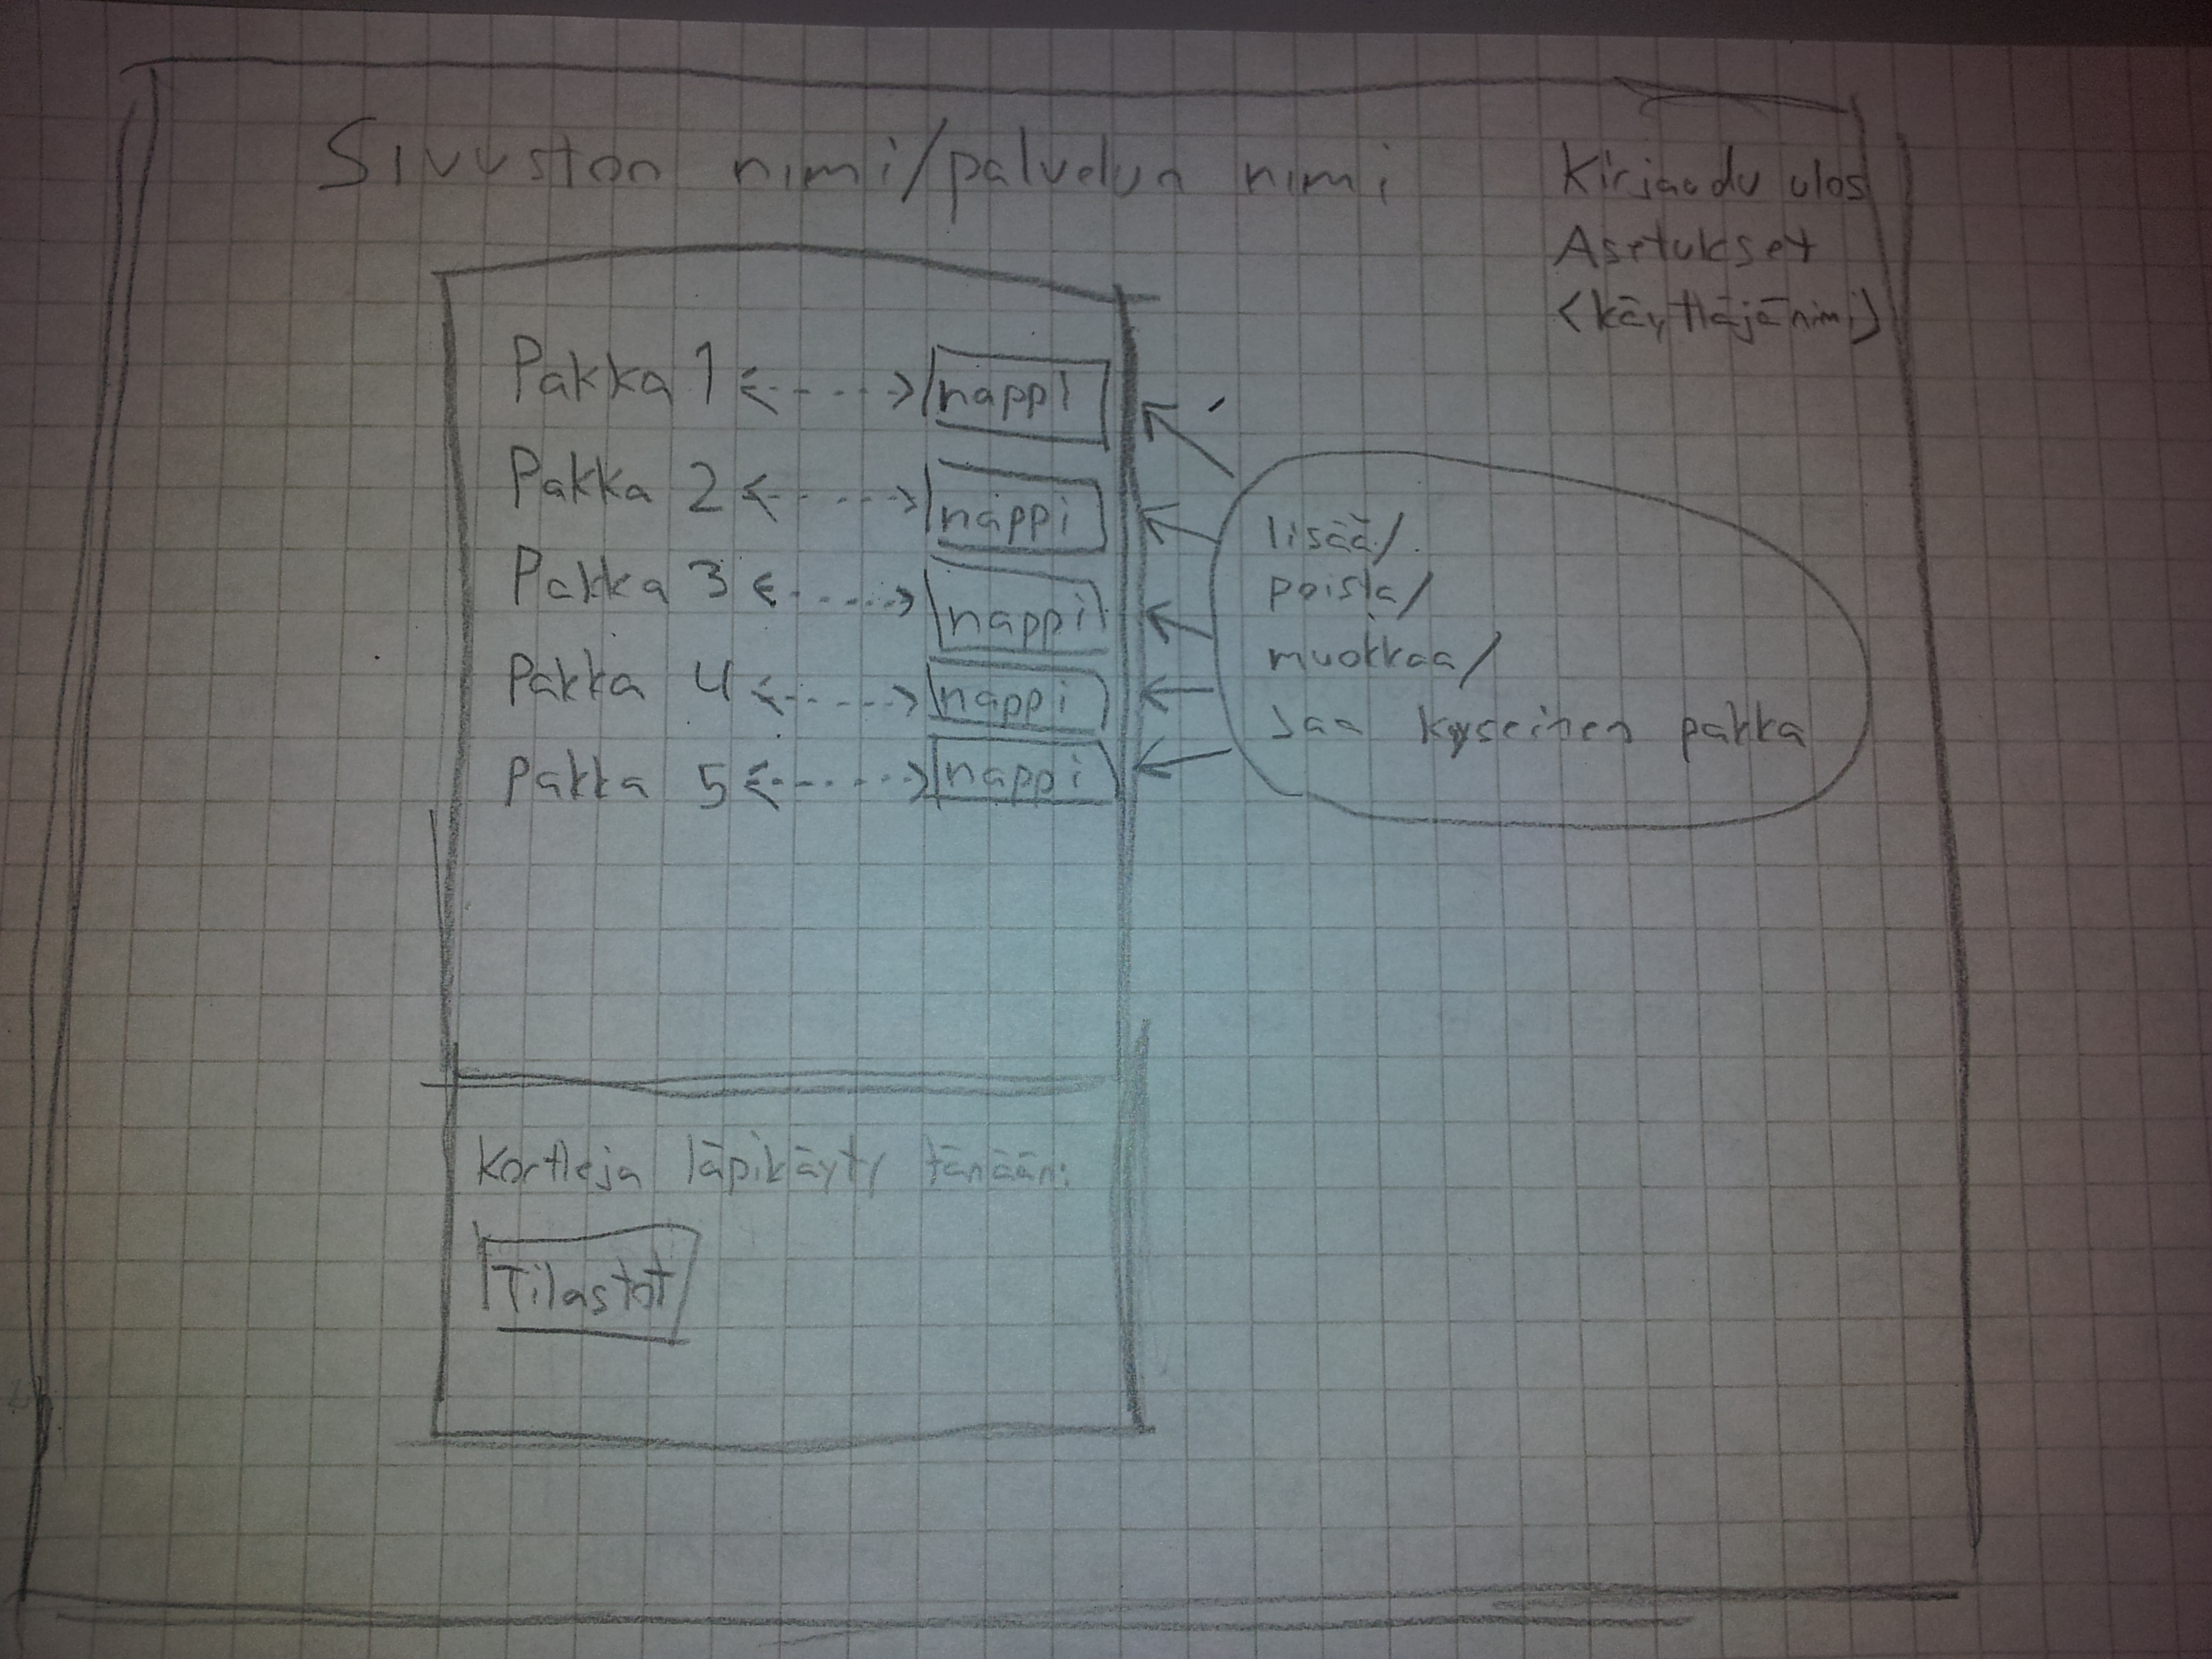 Sivuston nimi/palvelun nimi
Kirjaudu ulos
Asetukset
<käyttäjänimi>
Pakka 1 <----> nappi
Pakka 2 <----> nappi
Pakka 3 <----> nappi
Pakka 4 <----> nappi
Pakka 5 <----> nappi
lisää/
poista/
muokkaa/
jaa kyseinen pakka
Kortteja läpikäyty tänään:
Tilastot